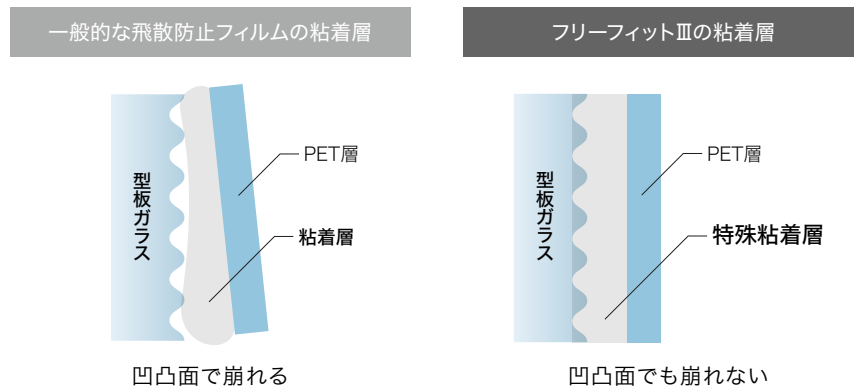 一般的な飛散防止フィルムの粘着層
型板ガラス
PET層
粘着層
凹凸面で崩れる
フリーフィットⅢの粘着層
型板ガラス
PET層
特殊粘着層
凹凸面でも崩れない